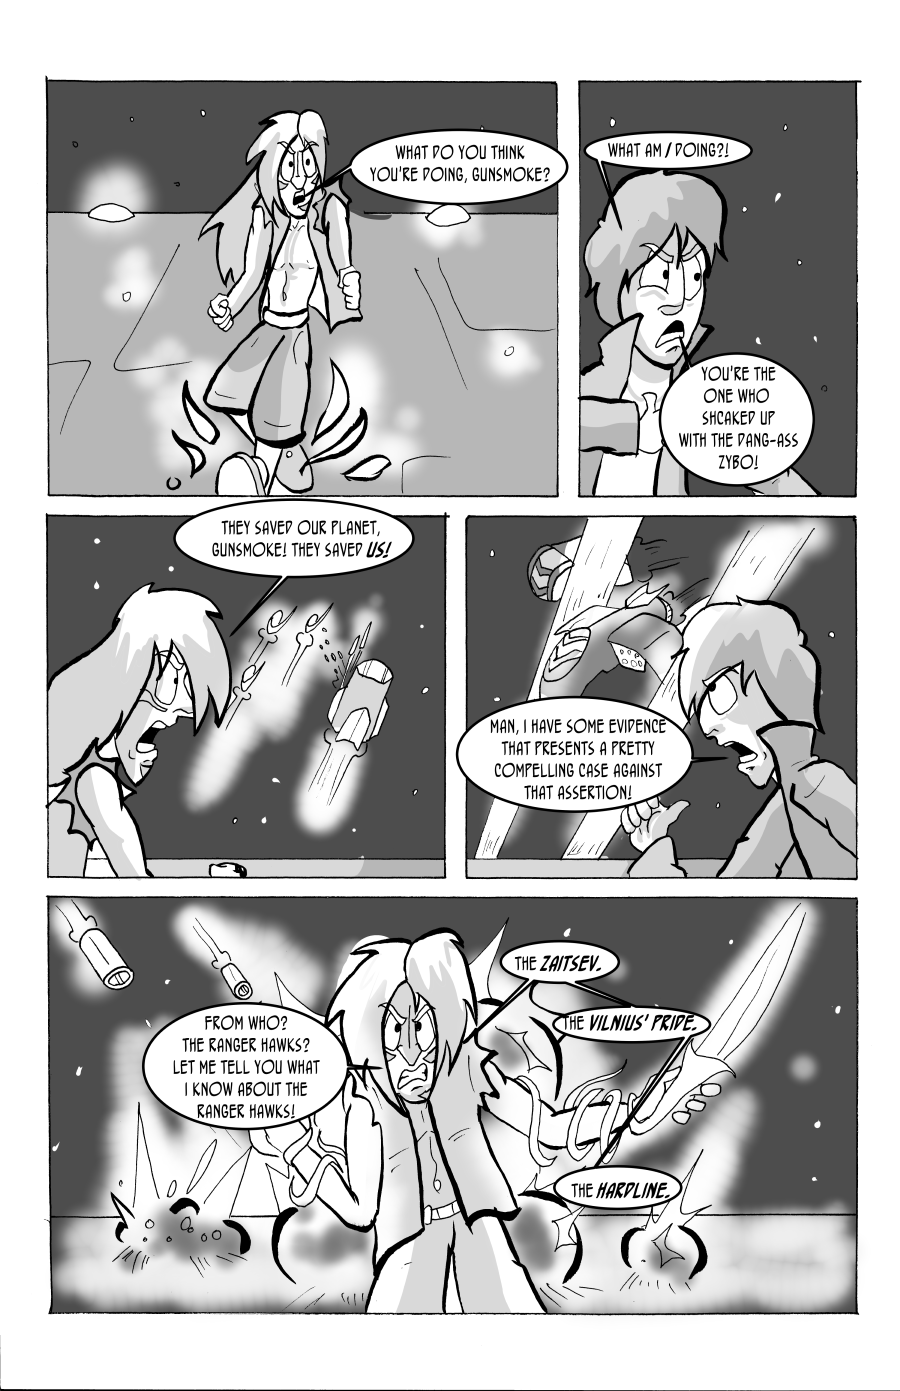 WHAT DO YOU THINK
YOU'RE DOING, GUNSMOKE?
WHAT AM I DOING?!
YOU'RE THE
ONE WHO
SHCAKED UP
WITH THE DANG-ASS
ZYBO!
THEY SAVED OUR PLANET,
GUNSMOKE! THEY SAVED US!
MAN, I HAVE SOME EVIDENCE
THAT PRESENTS A PRETTY
COMPELLING CASE AGAINST
THAT ASSERTION!
FROM WHO?
THE RANGER HAWKS?
LET ME TELL YOU WHAT
I KNOW ABOUT THE
RANGER HAWKS!
THE ZAITSEV.
THE VILNIUS' PRIDE.
THE HARDLINE.